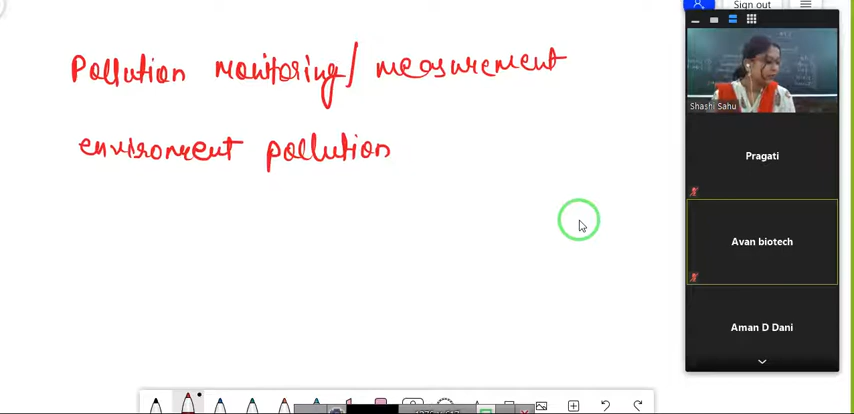 Sign out
Pollution monitoring/measurement
environment pollution
Shashi Sahu
Pragati
Avan biotech
Aman D Dani